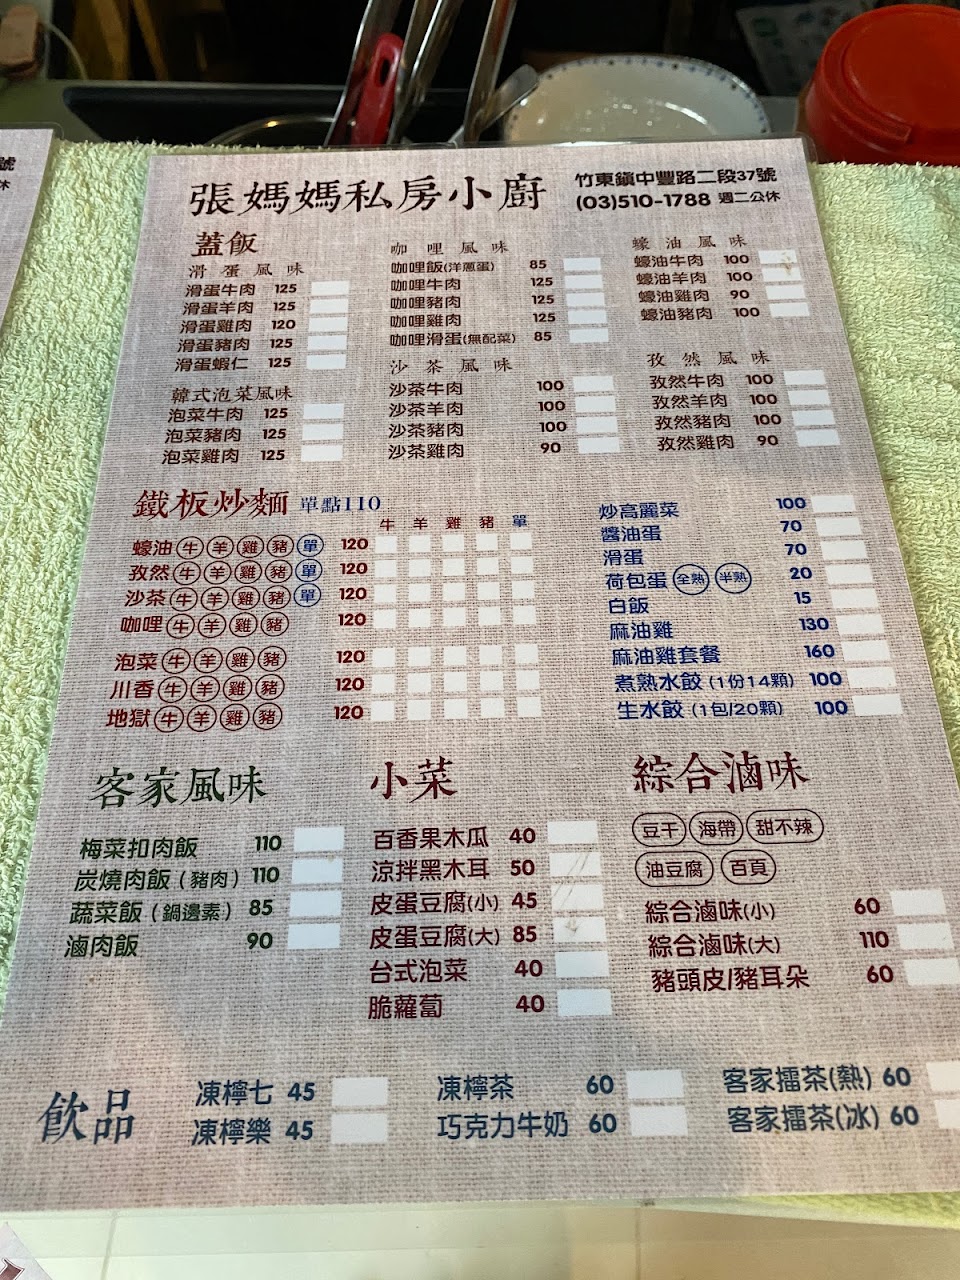 號
休
張媽媽私房小廚
竹東鎮中豐路二段37號
(03)510-1788 週二公休
蓋飯
滑蛋風味
滑蛋牛肉 125
滑蛋羊肉 125
滑蛋雞肉 120
滑蛋豬肉 125
滑蛋蝦仁 125
韓式泡菜風味
泡菜牛肉 125
泡菜豬肉 125
泡菜雞肉 125
咖哩風味
咖哩飯(洋蔥蛋) 85
咖哩牛肉 125
咖哩豬肉 125
咖哩雞肉 125
咖哩滑蛋(無配菜) 85
沙茶風味
沙茶牛肉 100
沙茶羊肉 100
沙茶豬肉 100
沙茶雞肉 90
蠔油風味
蠔油牛肉 100
蠔油羊肉 100
蠔油雞肉 90
蠔油豬肉 100
孜然風味
孜然牛肉 100
孜然羊肉 100
孜然豬肉 100
孜然雞肉 90
鐵板炒麵 單點110
牛 羊 雞 豬 單
蠔油 牛 羊 雞 豬 單 120
孜然 牛 羊 雞 豬 單 120
沙茶 牛 羊 雞 豬 單 120
咖哩 牛 羊 雞 豬 120
泡菜 牛 羊 雞 豬 120
川香 牛 羊 雞 豬 120
地獄 牛 羊 雞 豬 120
炒高麗菜 100
醬油蛋 70
滑蛋 70
荷包蛋 全熟 半熟 20
白飯 15
麻油雞 130
麻油雞套餐 160
煮熟水餃 (1份14顆) 100
生水餃 (1包/20顆) 100
客家風味
梅菜扣肉飯 110
炭燒肉飯 (豬肉) 110
蔬菜飯 (鍋邊素) 85
滷肉飯 90
小菜
百香果木瓜 40
涼拌黑木耳 50
皮蛋豆腐(小) 45
皮蛋豆腐(大) 85
台式泡菜 40
脆蘿蔔 40
綜合滷味
豆干 海帶 甜不辣
油豆腐 百頁
綜合滷味(小) 60
綜合滷味(大) 110
豬頭皮/豬耳朵 60
飲品
凍檸七 45
凍檸樂 45
凍檸茶 60
巧克力牛奶 60
客家擂茶(熱) 60
客家擂茶(冰) 60